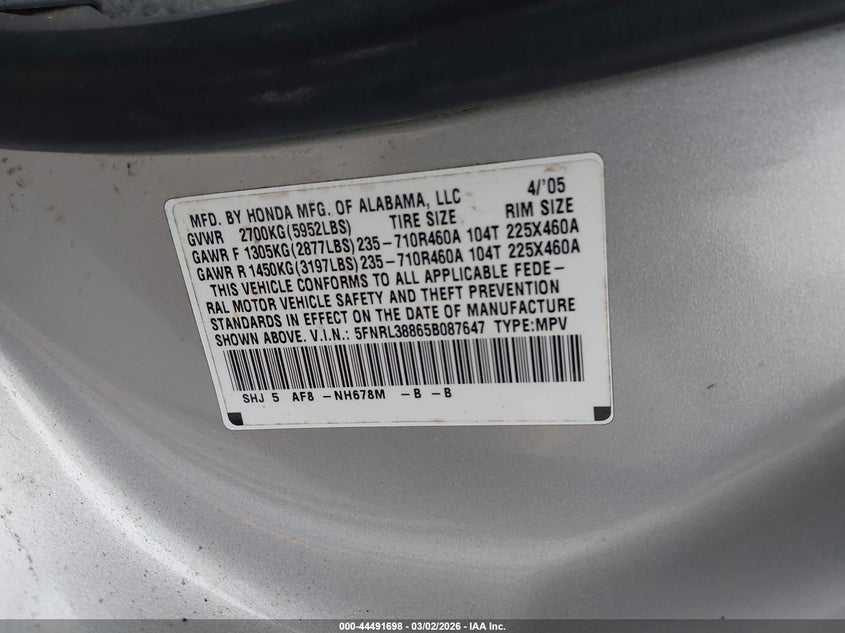 MFD. BY HONDA MFG. OF ALABAMA, LLC 4/'05
GVWR 2700KG(5952LBS) TIRE SIZE RIM SIZE
GAWR F 1305KG(2877LBS)235-710R460A 104T 225X460A
GAWR R 1450KG(3197LBS)235-710R460A 104T 225X460A
THIS VEHICLE CONFORMS TO ALL APPLICABLE FEDE-
RAL MOTOR VEHICLE SAFETY AND THEFT PREVENTION
STANDARDS IN EFFECT ON THE DATE OF MANUFACTURE
SHOWN ABOVE. V.I.N.: 5FNRL38865B087647 TYPE:MPV
SHJ 5 AF8 -NH678M -B -B
000-44491698 - 03/02/2026 - IAA Inc.